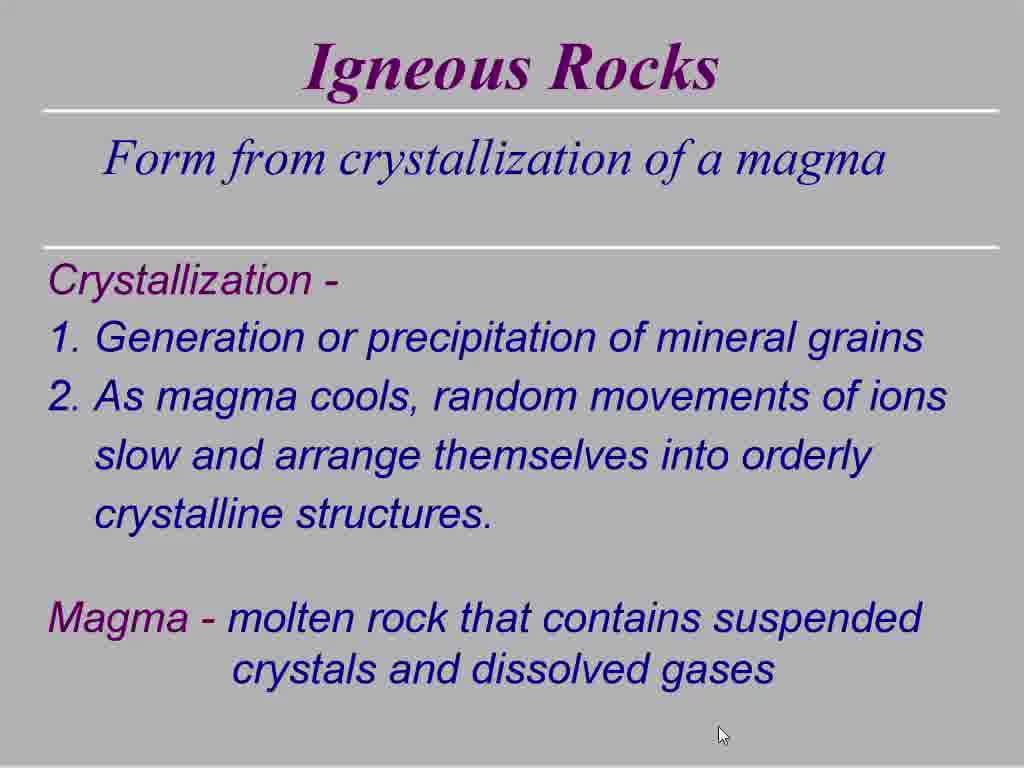 Igneous Rocks
Form from crystallization of a magma
Crystallization -
1. Generation or precipitation of mineral grains
2. As magma cools, random movements of ions
slow and arrange themselves into orderly
crystalline structures.
Magma - molten rock that contains suspended
crystals and dissolved gases